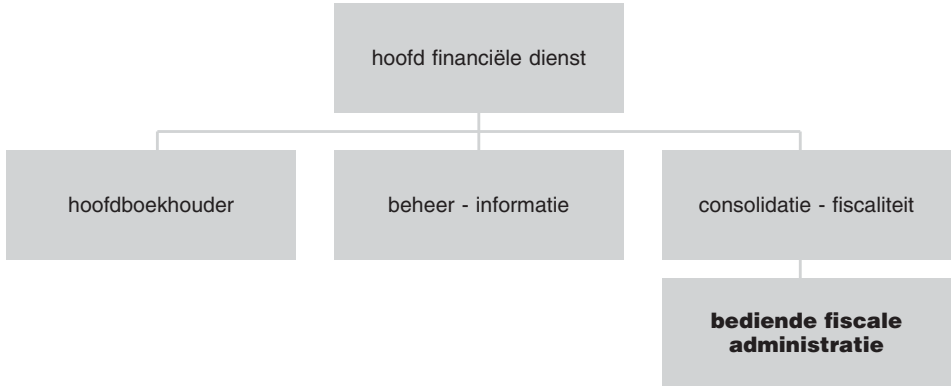 hoofd financiële dienst
hoofdboekhouder
beheer - informatie
consolidatie - fiscaliteit
bediende fiscale
administratie